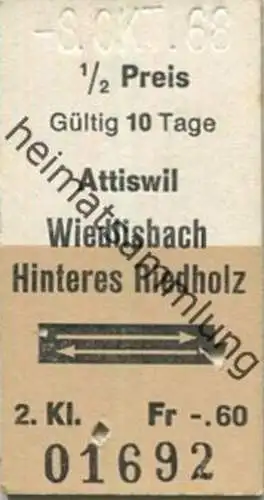 -8.OKT.68
1/2 Preis
Gültig 10 Tage
Attiswil
Wiedlisbach
Hinteres Riedholz
2. Kl. Fr -.60
01692
heimatsammlung.de